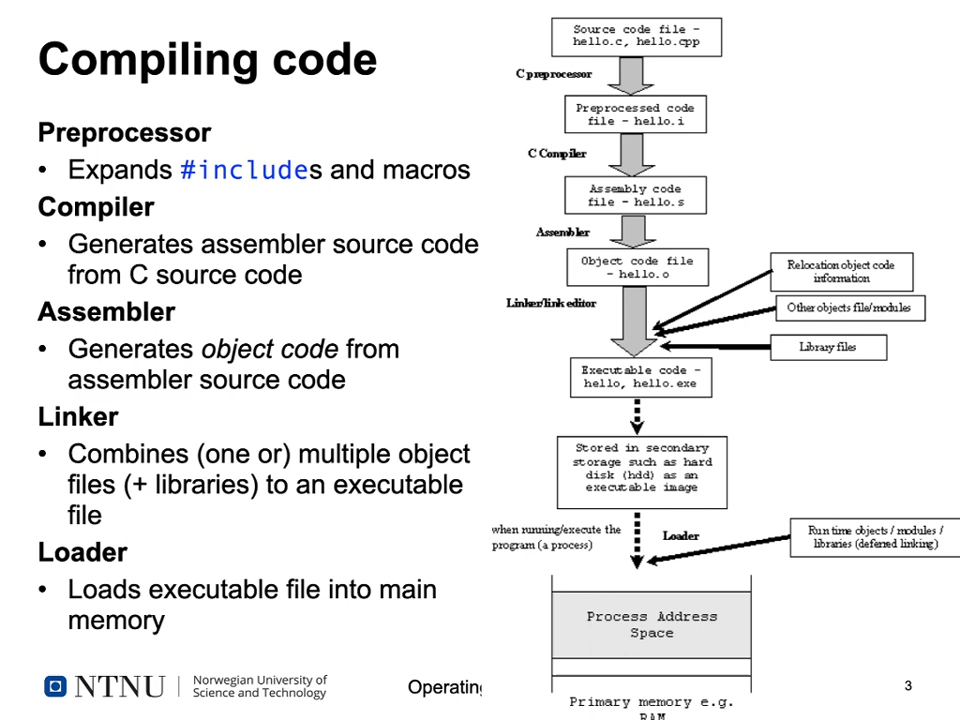 Compiling code
Preprocessor
• Expands #includes and macros
Compiler
• Generates assembler source code
from C source code
Assembler
• Generates object code from
assembler source code
Linker
• Combines (one or) multiple object
files (+ libraries) to an executable
file
Loader
• Loads executable file into main
memory
Source code file –
hello.c, hello.cpp
C preprocessor
Preprocessed code
file – hello.i
C Compiler
Assembly code
file – hello.s
Assembler
Object code file
– hello.o
Linker/link editor
Relocation object code
information
Other objects file/modules
Library files
Executable code –
hello, hello.exe
Stored in secondary
storage such as hard
disk (hdd) as an
executable image
when running/execute the
program (a process)
Loader
Run time objects / modules /
libraries (deferred linking)
Process Address
Space
Primary memory e.g.
RAM
NTNU
Norwegian University of
Science and Technology
Operating
3